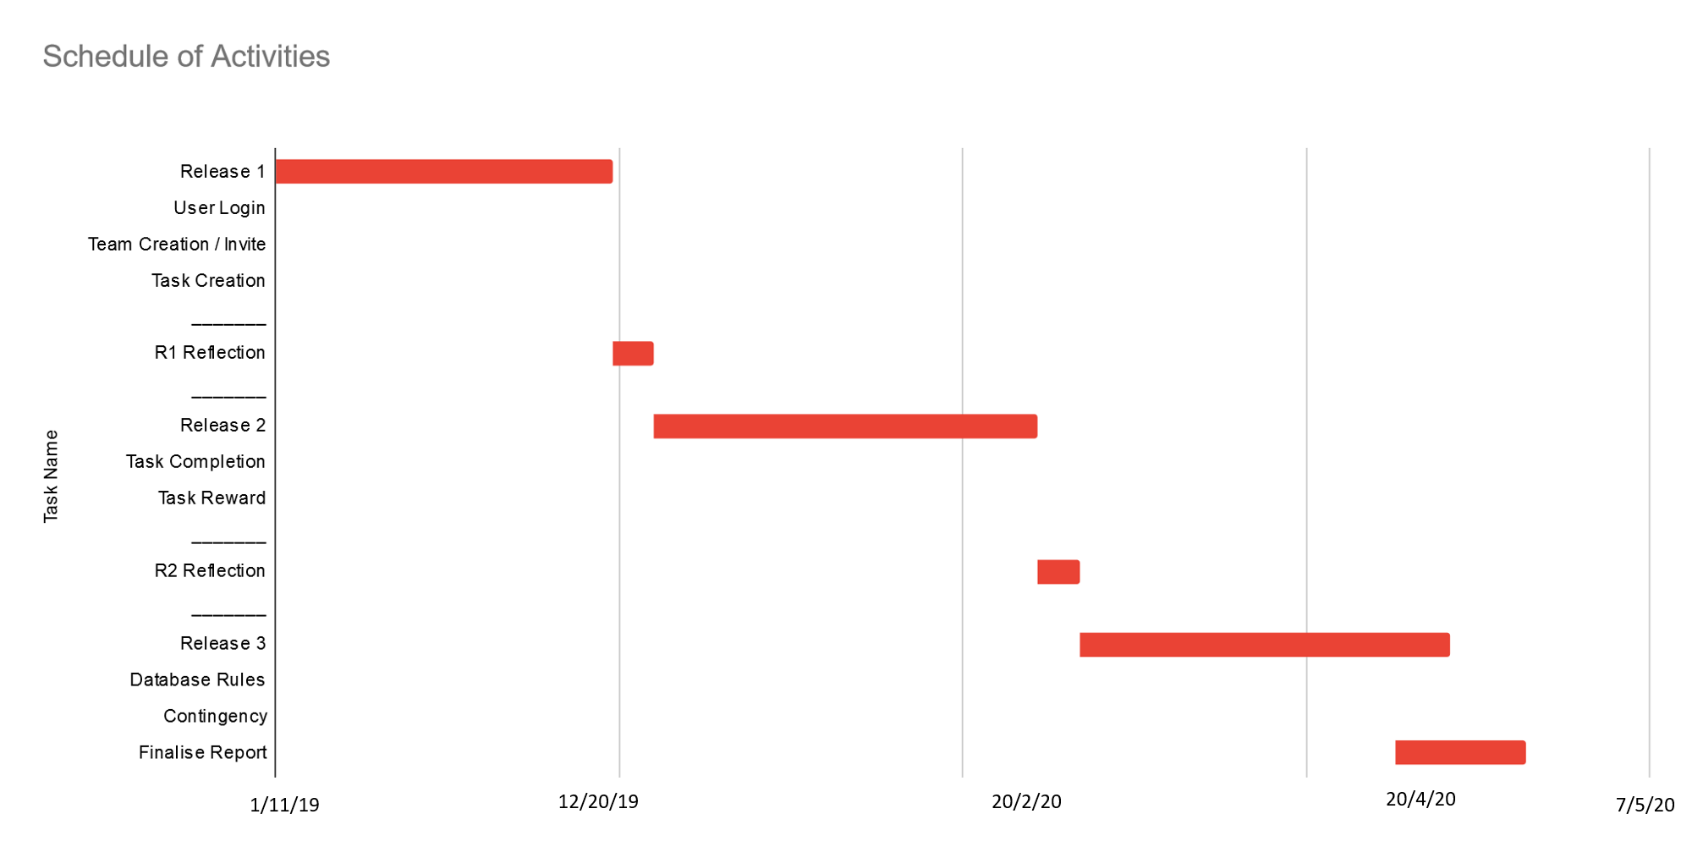 Schedule of Activities
Task Name
Release 1
User Login
Team Creation / Invite
Task Creation
_______
R1 Reflection
_______
Release 2
Task Completion
Task Reward
_______
R2 Reflection
_______
Release 3
Database Rules
Contingency
Finalise Report
1/11/19 12/20/19 20/2/20 20/4/20 7/5/20